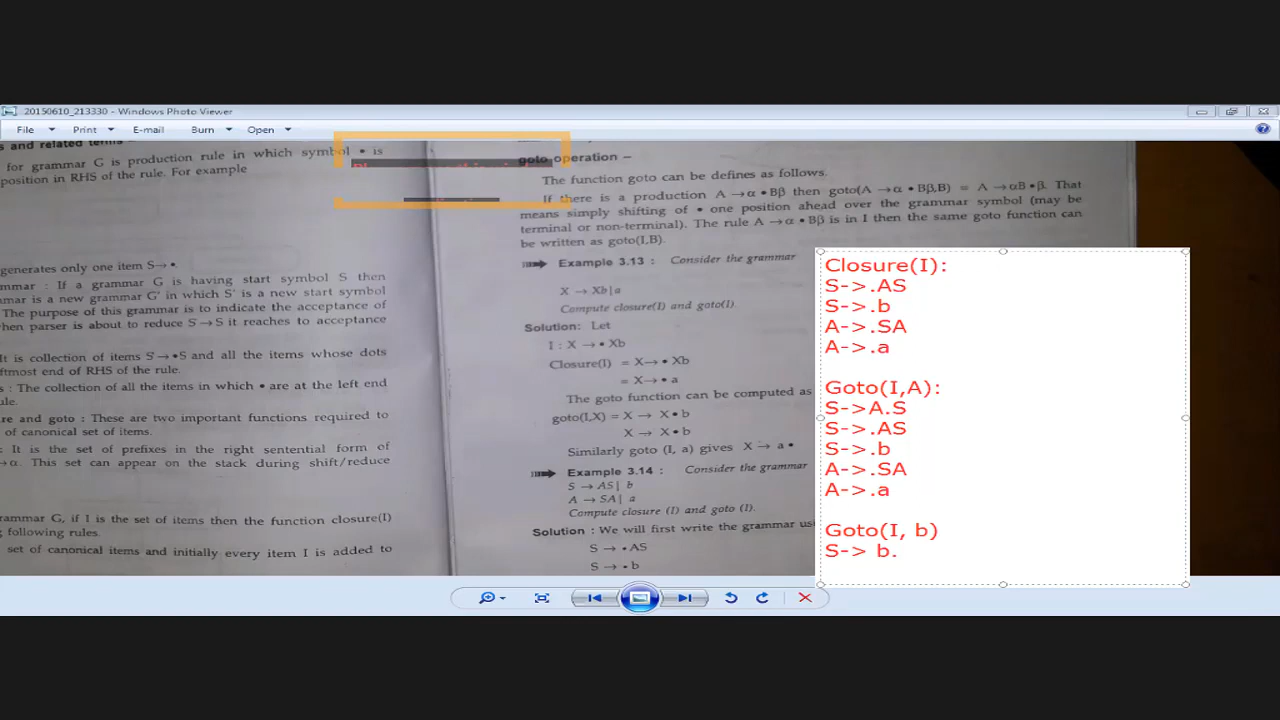 20150610_213330 - Windows Photo Viewer
File Print E-mail Burn Open
s and related terms -
for grammar G is production rule in which symbol • is
position in RHS of the rule. For example
generates only one item S→•.
mmar : If a grammar G is having start symbol S then
mar is a new grammar G' in which S' is a new start symbol
The purpose of this grammar is to indicate the acceptance of
hen parser is about to reduce S'→S it reaches to acceptance
It is collection of items S'→•S and all the items whose dots
eftmost end of RHS of the rule.
s : The collection of all the items in which • are at the left end
ule.
re and goto : These are two important functions required to
of canonical set of items.
: It is the set of prefixes in the right sentential form of
→α. This set can appear on the stack during shift/reduce
rammar G, if I is the set of items then the function closure(I)
g following rules.
set of canonical items and initially every item I is added to
goto operation –
The function goto can be defined as follows.
If there is a production A →α •Bβ then goto(A →α •Bβ,B) = A →αB •β. That
means simply shifting of • one position ahead over the grammar symbol (may be
terminal or non-terminal). The rule A →α •Bβ is in I then the same goto function can
be written as goto(I,B).
Example 3.13 : Consider the grammar
X → Xb|a
Compute closure(I) and goto(I).
Solution: Let
I : X → • Xb
Closure(I) = X→ • Xb
= X→ • a
The goto function can be computed as
goto(I,X) = X → X•b
X → X•b
Similarly goto (I, a) gives X → a •
Example 3.14 : Consider the grammar
S → AS| b
A → SA| a
Compute closure (I) and goto (I).
Solution : We will first write the grammar
S → •AS
S → •b
Closure(I):
S->.AS
S->.b
A->.SA
A->.a
Goto(I,A):
S->A.S
S->.AS
S->.b
A->.SA
A->.a
Goto(I, b)
S-> b.